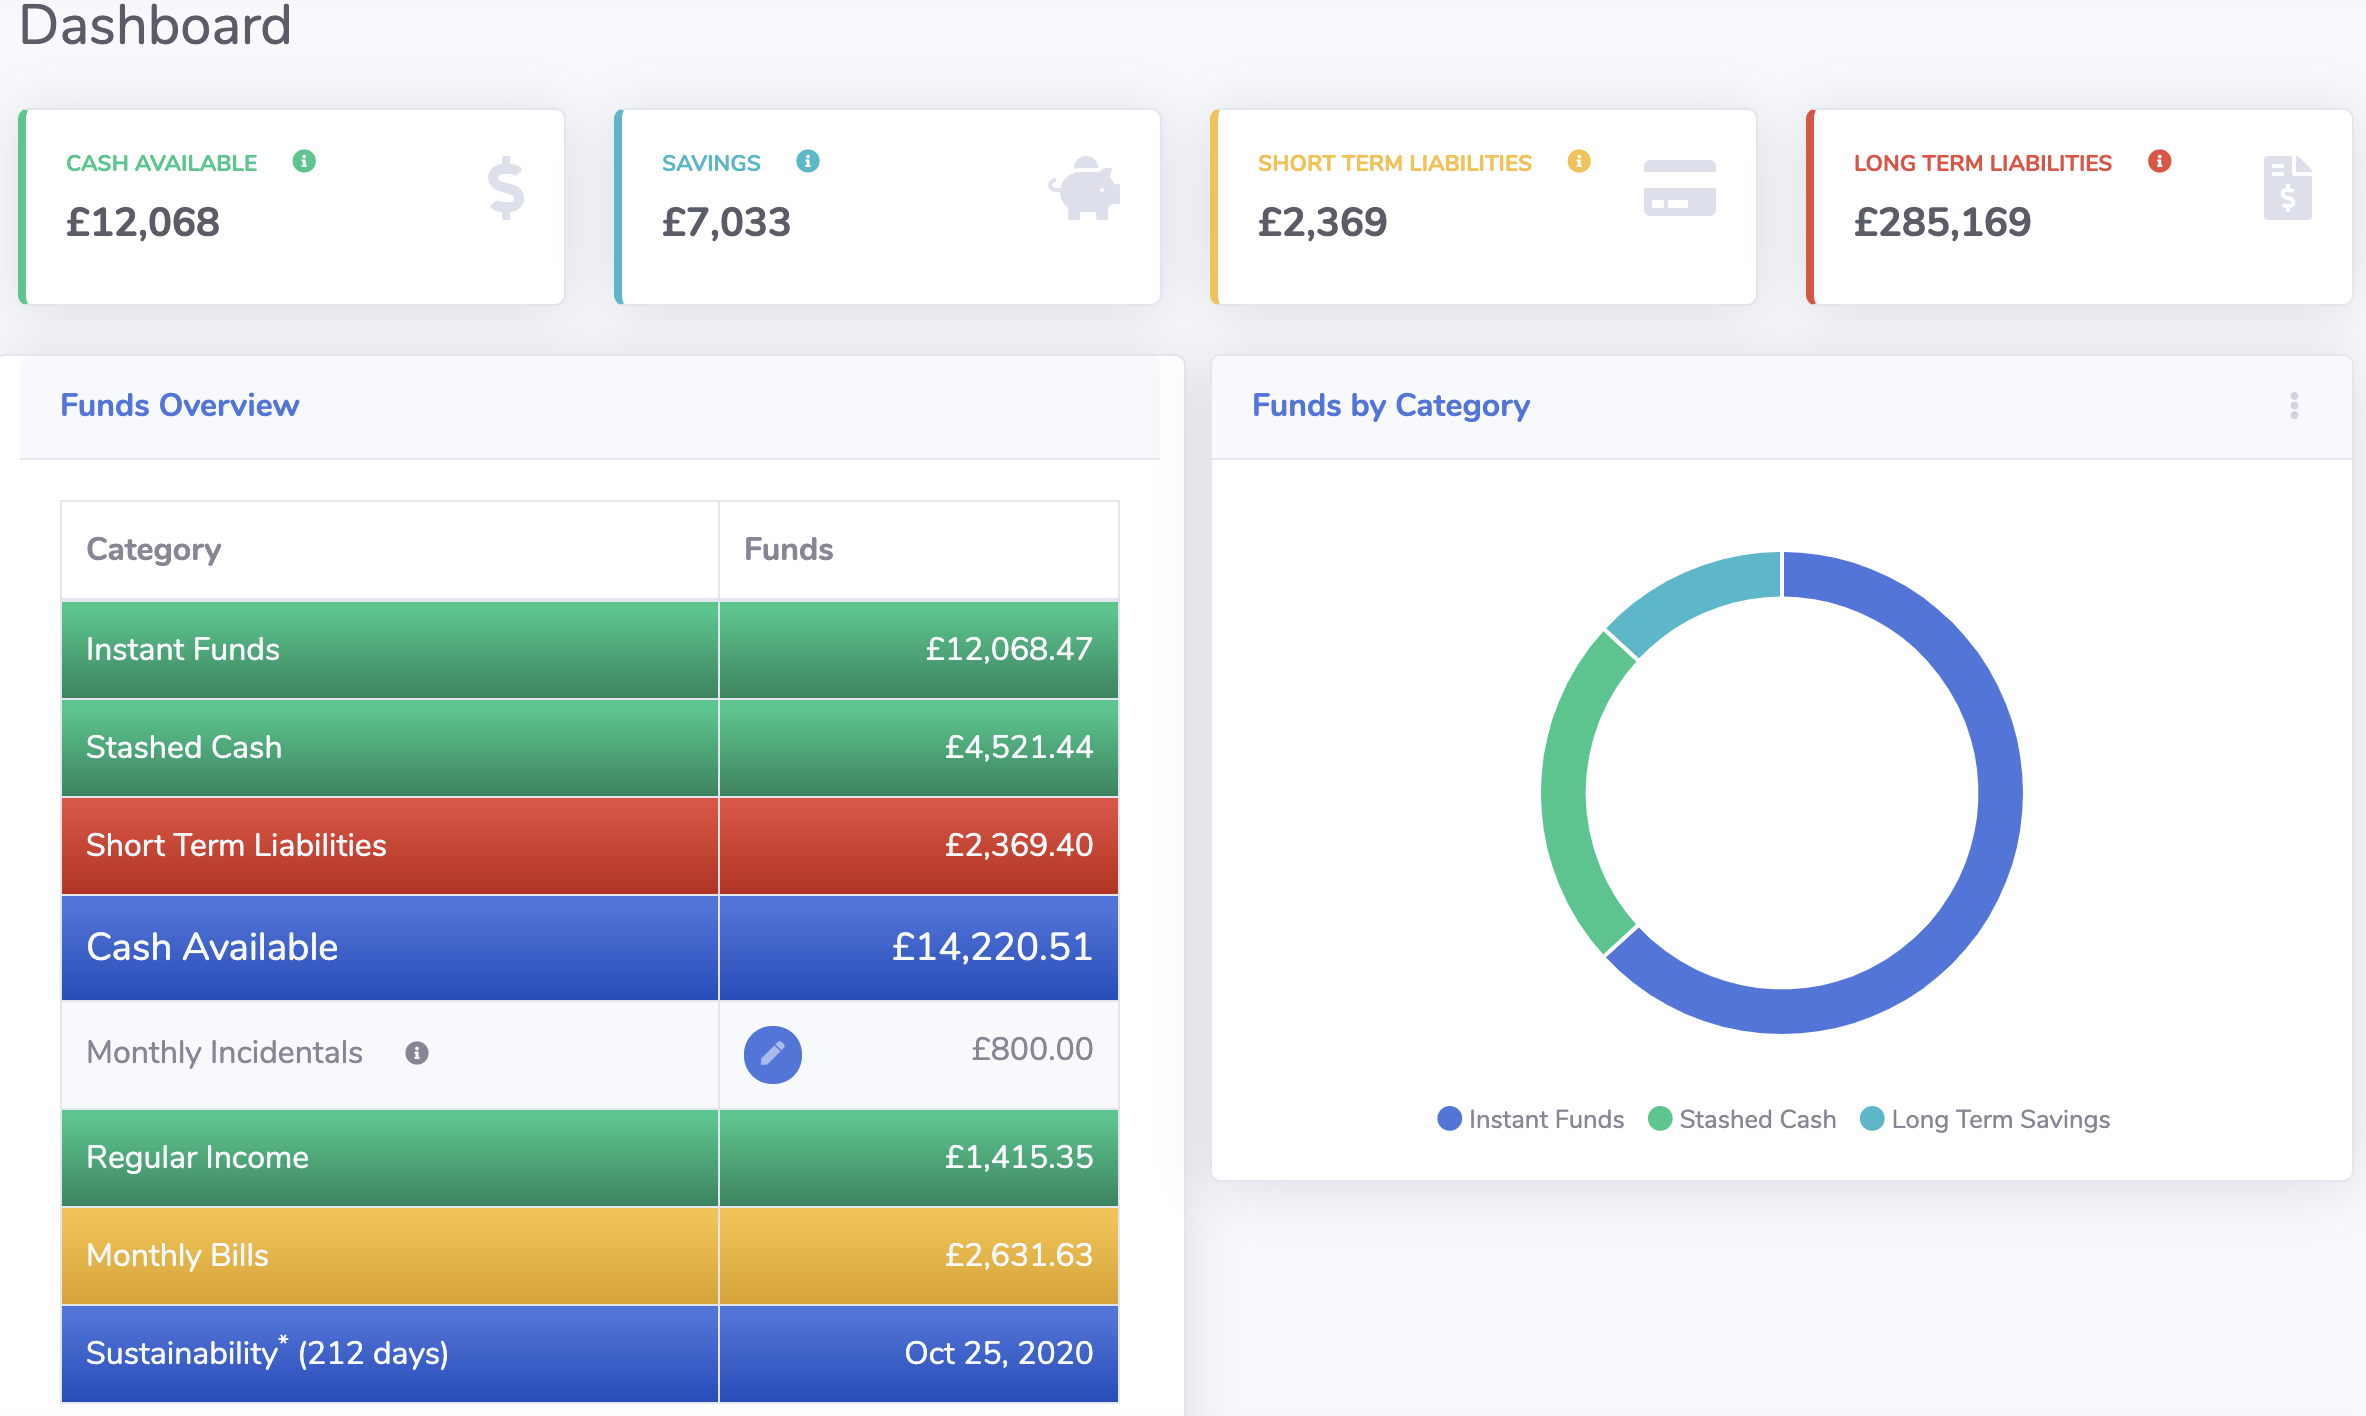 Dashboard
CASH AVAILABLE
£12,068
SAVINGS
£7,033
SHORT TERM LIABILITIES
£2,369
LONG TERM LIABILITIES
£285,169
Funds Overview
Category Funds
Instant Funds £12,068.47
Stashed Cash £4,521.44
Short Term Liabilities £2,369.40
Cash Available £14,220.51
Monthly Incidentals £800.00
Regular Income £1,415.35
Monthly Bills £2,631.63
Sustainability* (212 days) Oct 25, 2020
Funds by Category
Instant Funds Stashed Cash Long Term Savings